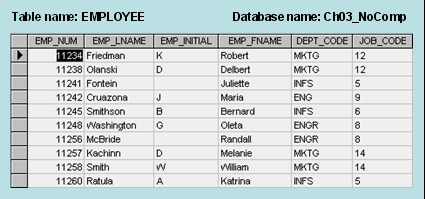 Table name: EMPLOYEE Database name: Ch03_NoComp
EMP_NUM EMP_LNAME EMP_INITIAL EMP_FNAME DEPT_CODE JOB_CODE
11234 Friedman K Robert MKTG 12
11238 Olanski D Delbert MKTG 12
11241 Fontein Juliette INFS 5
11242 Cruazona J Maria ENG 9
11245 Smithson B Bernard INFS 6
11248 Washington G Oleta ENGR 8
11256 McBride Randall ENGR 8
11257 Kachinn D Melanie MKTG 14
11258 Smith W William MKTG 14
11260 Ratula A Katrina INFS 5